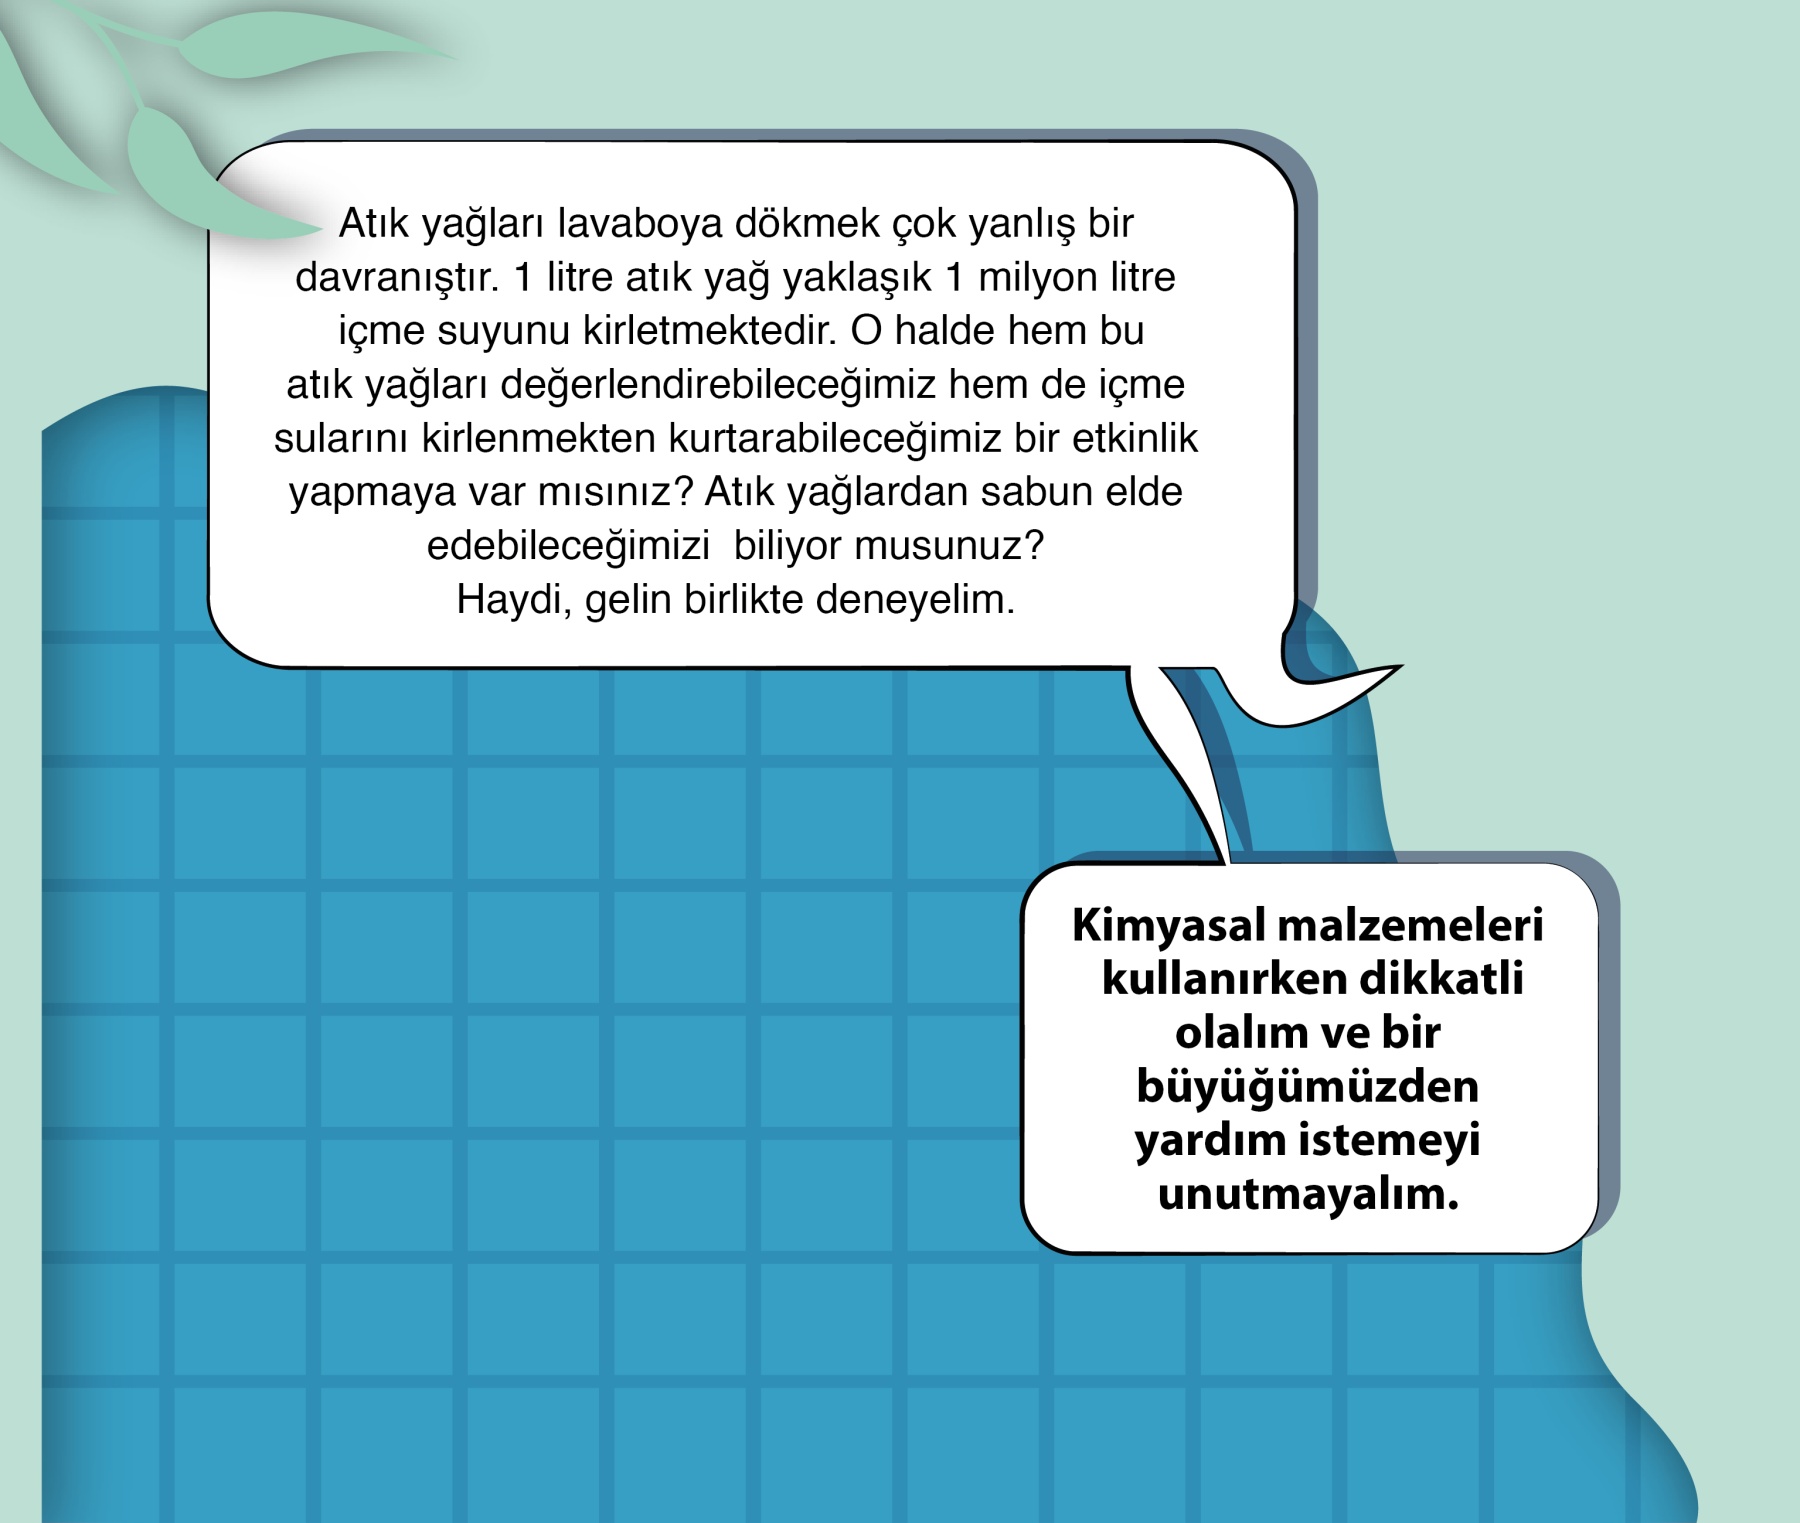 Atık yağları lavaboya dökmek çok yanlış bir
davranıştır. 1 litre atık yağ yaklaşık 1 milyon litre
içme suyunu kirletmektedir. O halde hem bu
atık yağları değerlendirebileceğimiz hem de içme
sularını kirlenmekten kurtarabileceğimiz bir etkinlik
yapmaya var mısınız? Atık yağlardan sabun elde
edebileceğimizi  biliyor musunuz?
Haydi, gelin birlikte deneyelim.
Kimyasal malzemeleri
kullanırken dikkatli
olalım ve bir
büyüğümüzden
yardım istemeyi
unutmayalım.